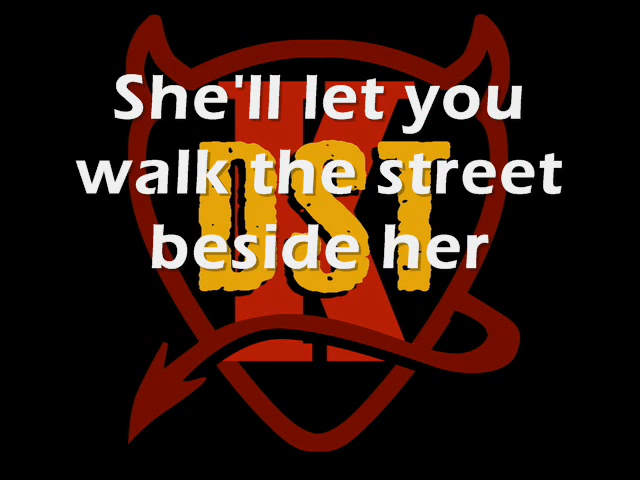 She'll let you
walk the street
beside her
K
DST